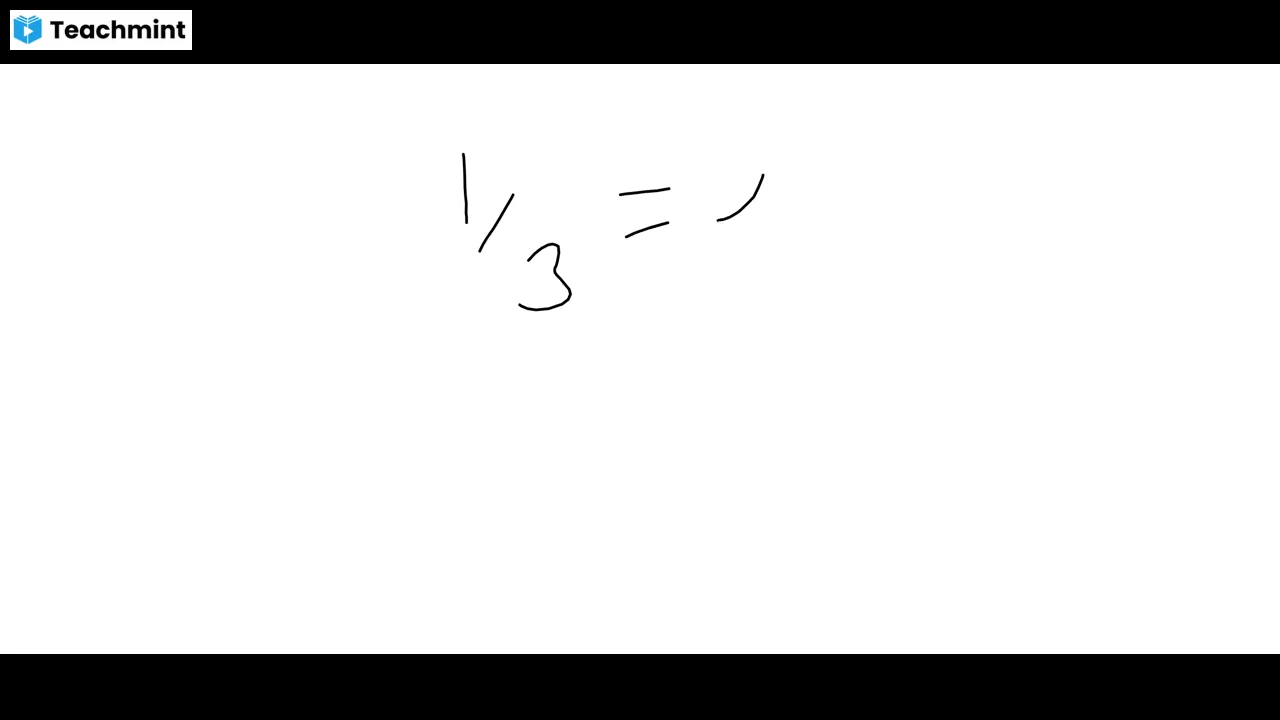 Teachmint
1/3 =